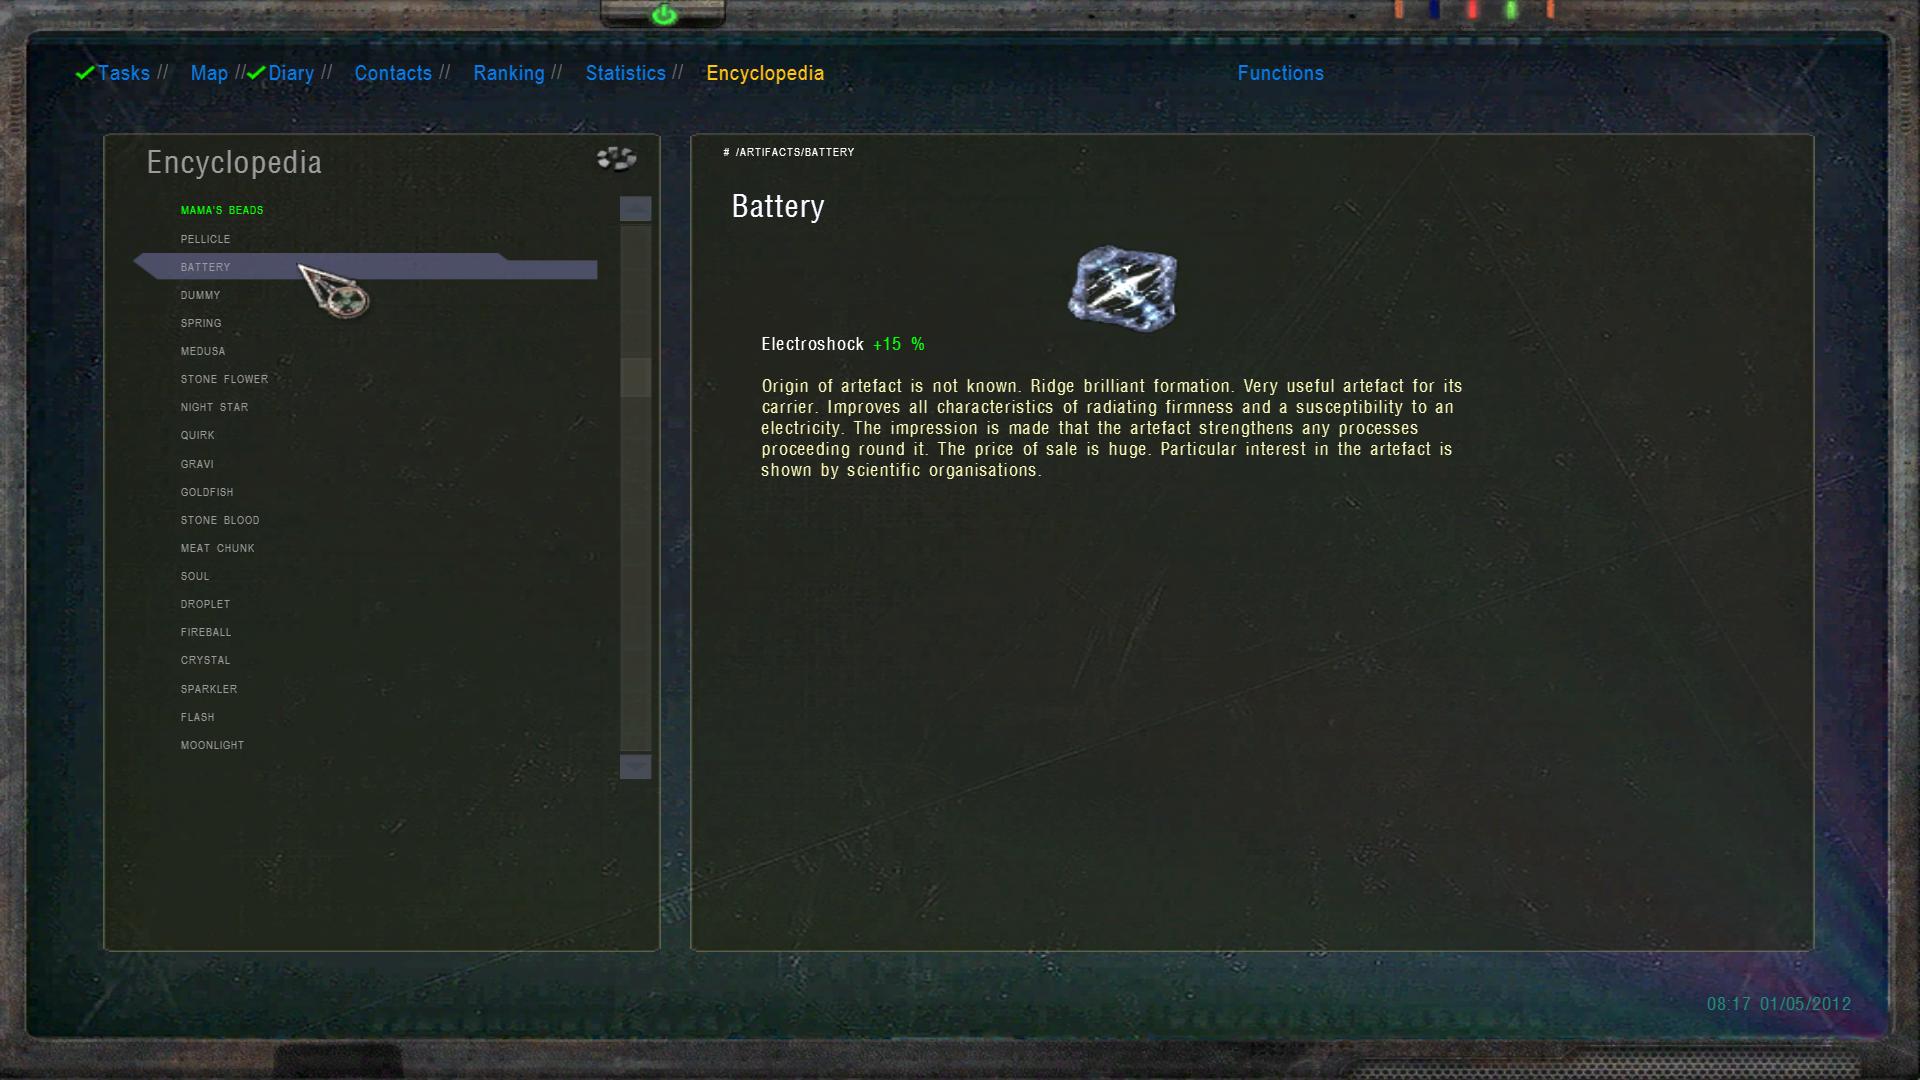 Tasks // Map // Diary // Contacts // Ranking // Statistics // Encyclopedia Functions
Encyclopedia
MAMA'S BEADS
PELLICLE
BATTERY
DUMMY
SPRING
MEDUSA
STONE FLOWER
NIGHT STAR
QUIRK
GRAVI
GOLDFISH
STONE BLOOD
MEAT CHUNK
SOUL
DROPLET
FIREBALL
CRYSTAL
SPARKLER
FLASH
MOONLIGHT
# /ARTIFACTS/BATTERY
Battery
Electroshock +15 %
Origin of artefact is not known. Ridge brilliant formation. Very useful artefact for its
carrier. Improves all characteristics of radiating firmness and a susceptibility to an
electricity. The impression is made that the artefact strengthens any processes
proceeding round it. The price of sale is huge. Particular interest in the artefact is
shown by scientific organisations.
08:17 01/05/2012